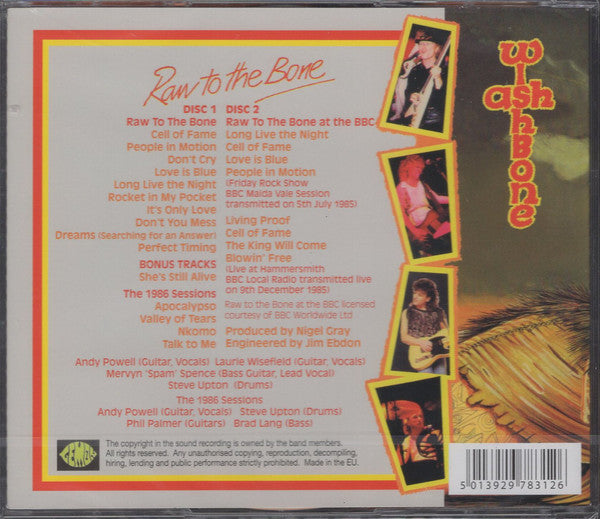 Raw to the Bone
DISC 1
Raw To The Bone
Cell of Fame
People in Motion
Don't Cry
Love is Blue
Long Live the Night
Rocket in My Pocket
It's Only Love
Don't You Mess
Dreams (Searching for an Answer)
Perfect Timing
BONUS TRACKS
She's Still Alive
The 1986 Sessions
Apocalypso
Valley of Tears
Nkomo
Talk to Me
DISC 2
Raw To The Bone at the BBC
Long Live the Night
Cell of Fame
Love is Blue
People in Motion
(Friday Rock Show
BBC Maida Vale Session
transmitted on 5th July 1985)
Living Proof
Cell of Fame
The King Will Come
Blowin' Free
(Live at Hammersmith
BBC Local Radio transmitted live
on 9th December 1985)
Raw to the Bone at the BBC licensed
courtesy of BBC Worldwide Ltd
Produced by Nigel Gray
Engineered by Jim Ebdon
Andy Powell (Guitar, Vocals) Laurie Wisefield (Guitar, Vocals)
Mervyn 'Spam' Spence (Bass Guitar, Lead Vocal)
Steve Upton (Drums)
The 1986 Sessions
Andy Powell (Guitar, Vocals) Steve Upton (Drums)
Phil Palmer (Guitars) Brad Lang (Bass)
LEMON
The copyright in the sound recording is owned by the band members.
All rights reserved. Any unauthorised copying, reproduction, decompiling,
hiring, lending and public performance strictly prohibited. Made in the EU.
wishbone
ash
5 013929 783126